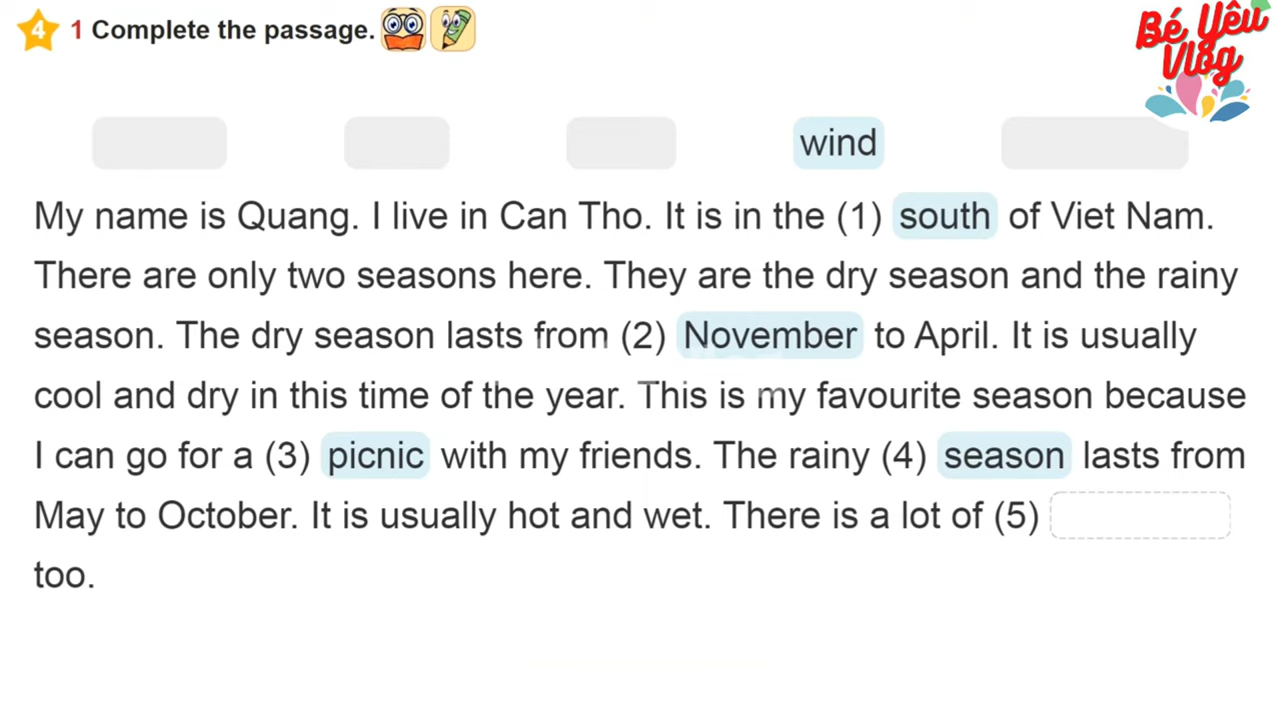 4 1 Complete the passage.
Bé Yêu
Vlog
wind
My name is Quang. I live in Can Tho. It is in the (1) south of Viet Nam.
There are only two seasons here. They are the dry season and the rainy
season. The dry season lasts from (2) November to April. It is usually
cool and dry in this time of the year. This is my favourite season because
I can go for a (3) picnic with my friends. The rainy (4) season lasts from
May to October. It is usually hot and wet. There is a lot of (5)
too.